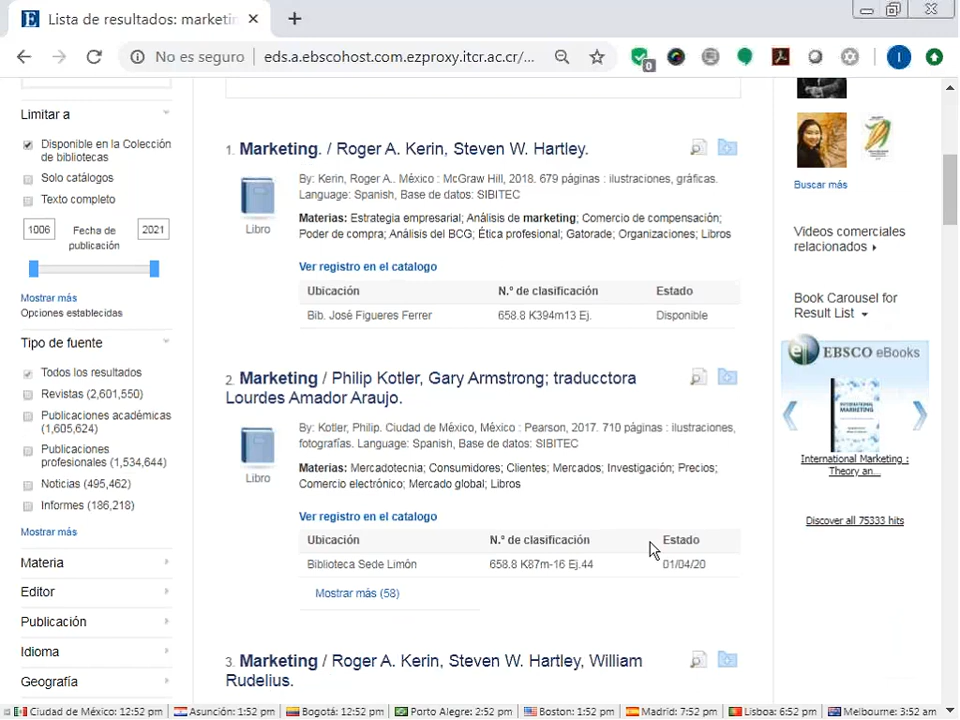 Lista de resultados: marketin
No es seguro
eds.a.ebscohost.com.ezproxy.itcr.ac.cr/...
0
I
Limitar a
Disponible en la Colección
de bibliotecas
Solo catálogos
Texto completo
1006
Fecha de
publicación
2021
Mostrar más
Opciones establecidas
Tipo de fuente
Todos los resultados
Revistas (2,601,550)
Publicaciones académicas
(1,605,624)
Publicaciones
profesionales (1,534,644)
Noticias (495,462)
Informes (186,218)
Mostrar más
Materia
Editor
Publicación
Idioma
Geografía
1. Marketing. / Roger A. Kerin, Steven W. Hartley.
Libro
By: Kerin, Roger A.. México : McGraw Hill, 2018. 679 páginas : ilustraciones, gráficas.
Language: Spanish, Base de datos: SIBITEC
Materias: Estrategia empresarial; Análisis de marketing; Comercio de compensación;
Poder de compra; Análisis del BCG; Ética profesional; Gatorade; Organizaciones; Libros
Ver registro en el catalogo
Ubicación N.º de clasificación Estado
Bib. José Figueres Ferrer 658.8 K394m13 Ej. Disponible
2. Marketing / Philip Kotler, Gary Armstrong; traducctora
Lourdes Amador Araujo.
Libro
By: Kotler, Philip. Ciudad de México, México : Pearson, 2017. 710 páginas : ilustraciones,
fotografías. Language: Spanish, Base de datos: SIBITEC
Materias: Mercadotecnia; Consumidores; Clientes; Mercados; Investigación; Precios;
Comercio electrónico; Mercado global; Libros
Ver registro en el catalogo
Ubicación N.º de clasificación Estado
Biblioteca Sede Limón 658.8 K87m-16 Ej.44 01/04/20
Mostrar más (58)
3. Marketing / Roger A. Kerin, Steven W. Hartley, William
Rudelius.
Buscar más
Videos comerciales
relacionados
Book Carousel for
Result List
e EBSCO eBooks
INTERNATIONAL
MARKETING
International Marketing :
Theory an...
Discover all 75333 hits
Ciudad de México: 12:52 pm
Asunción: 1:52 pm
Bogotá: 12:52 pm
Porto Alegre: 2:52 pm
Boston: 1:52 pm
Madrid: 7:52 pm
Lisboa: 6:52 pm
Melbourne: 3:52 am